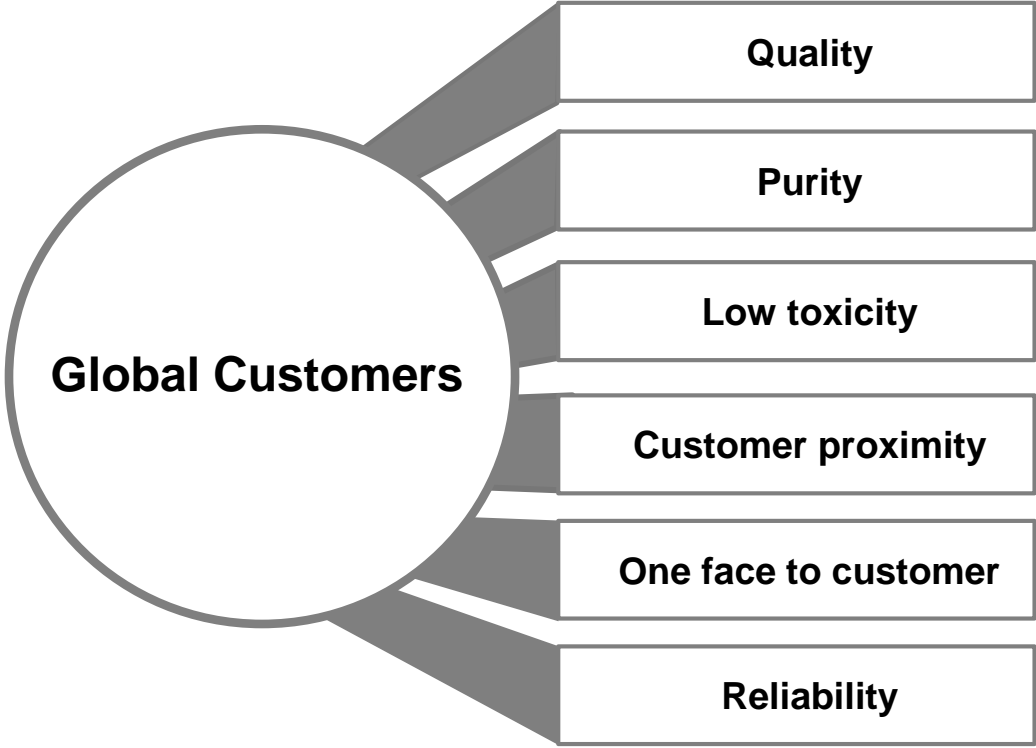 Quality
Purity
Low toxicity
Global Customers
Customer proximity
One face to customer
Reliability